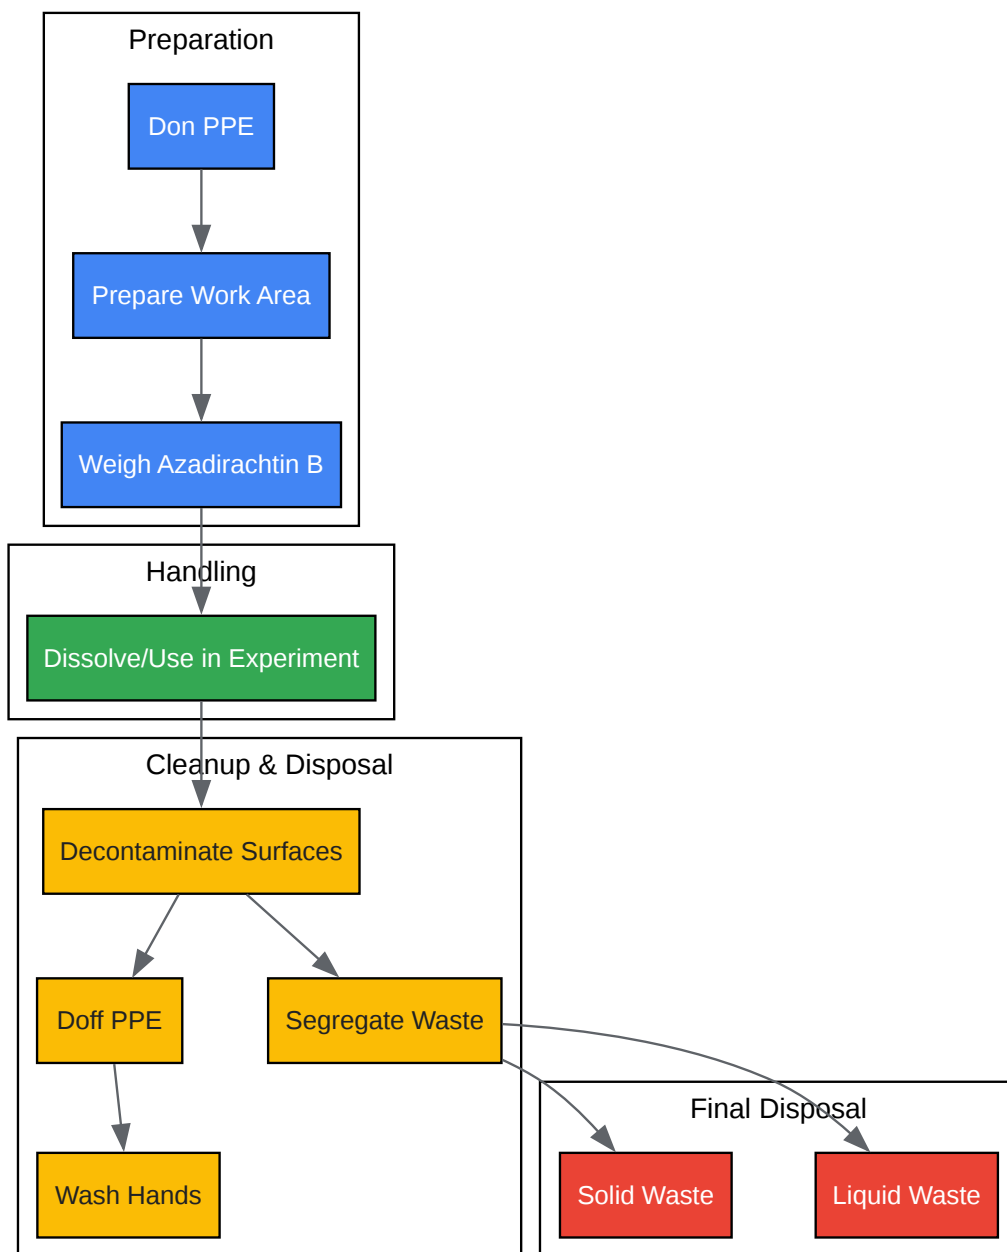 Preparation
Don PPE
Prepare Work Area
Weigh Azadirachtin B
Handling
Dissolve/Use in Experiment
Cleanup & Disposal
Decontaminate Surfaces
Doff PPE
Segregate Waste
Wash Hands
Final Disposal
Solid Waste
Liquid Waste